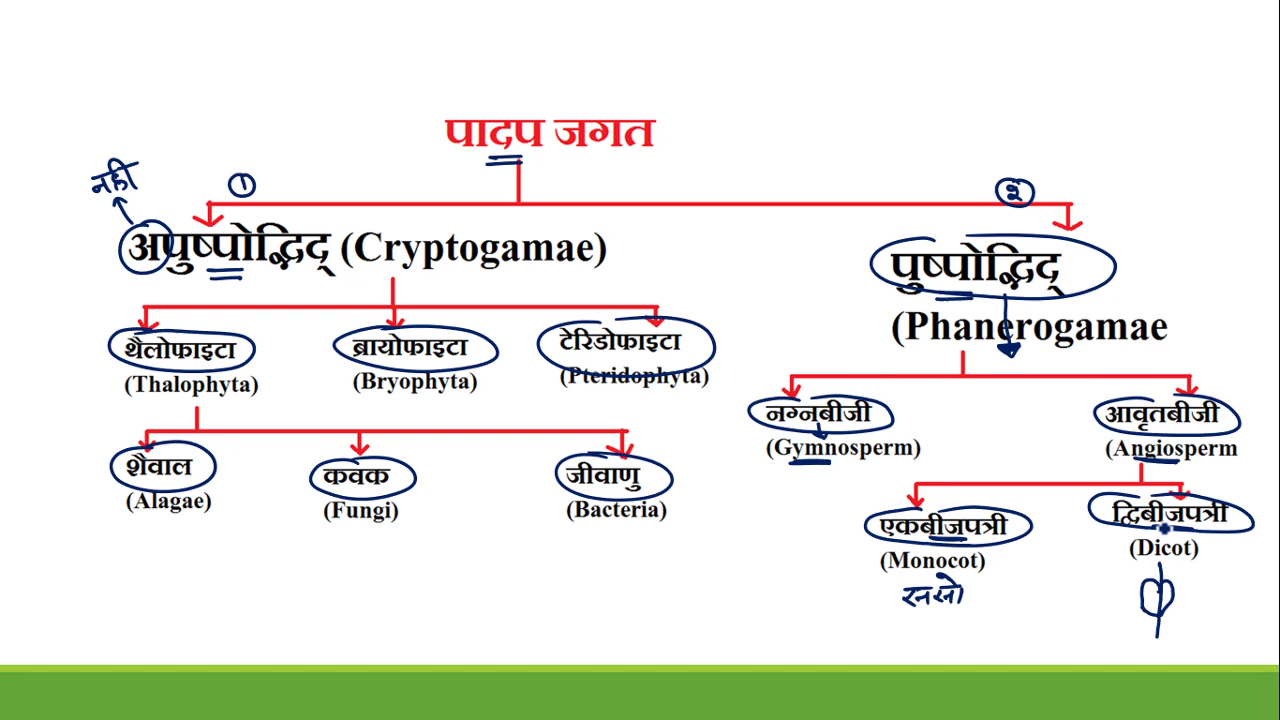 पादप जगत
नहीं
1
2
अपुष्पोद्भिद् (Cryptogamae)
पुष्पोद्भिद्
(Phanerogamae
थैलोफाइटा
(Thalophyta)
ब्रायोफाइटा
(Bryophyta)
टेरिडोफाइटा
(Pteridophyta)
नग्नबीजी
(Gymnosperm)
आवृतबीजी
(Angiosperm
शैवाल
(Alagae)
कवक
(Fungi)
जीवाणु
(Bacteria)
एकबीजपत्री
(Monocot)
द्विबीजपत्री
(Dicot)